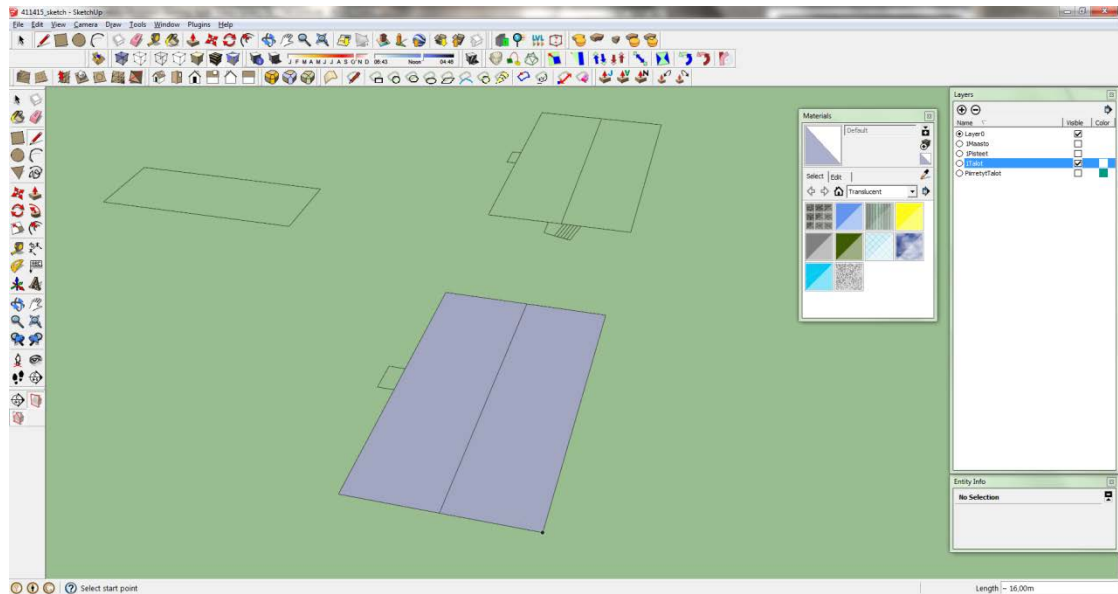 411415_sketch - SketchUp
File Edit View Camera Draw Tools Window Plugins Help
J F M A M J J A S O N D 06:43 Noon 04:46
LVL
ABC
Materials
Default
Select Edit
Translucent
Layers
Name Visible Color
Layer0
1Maasto
1Pisteet
1Talot
PiirretytTalot
Entity Info
No Selection
Select start point
Length ~ 16,00m